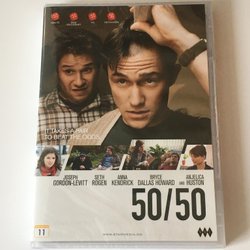 IT TAKES A PAIR
TO BEAT THE ODDS.
JOSEPH SETH ANNA BRYCE ANJELICA
GORDON-LEVITT ROGEN KENDRICK DALLAS HOWARD AND HUSTON
50/50
11